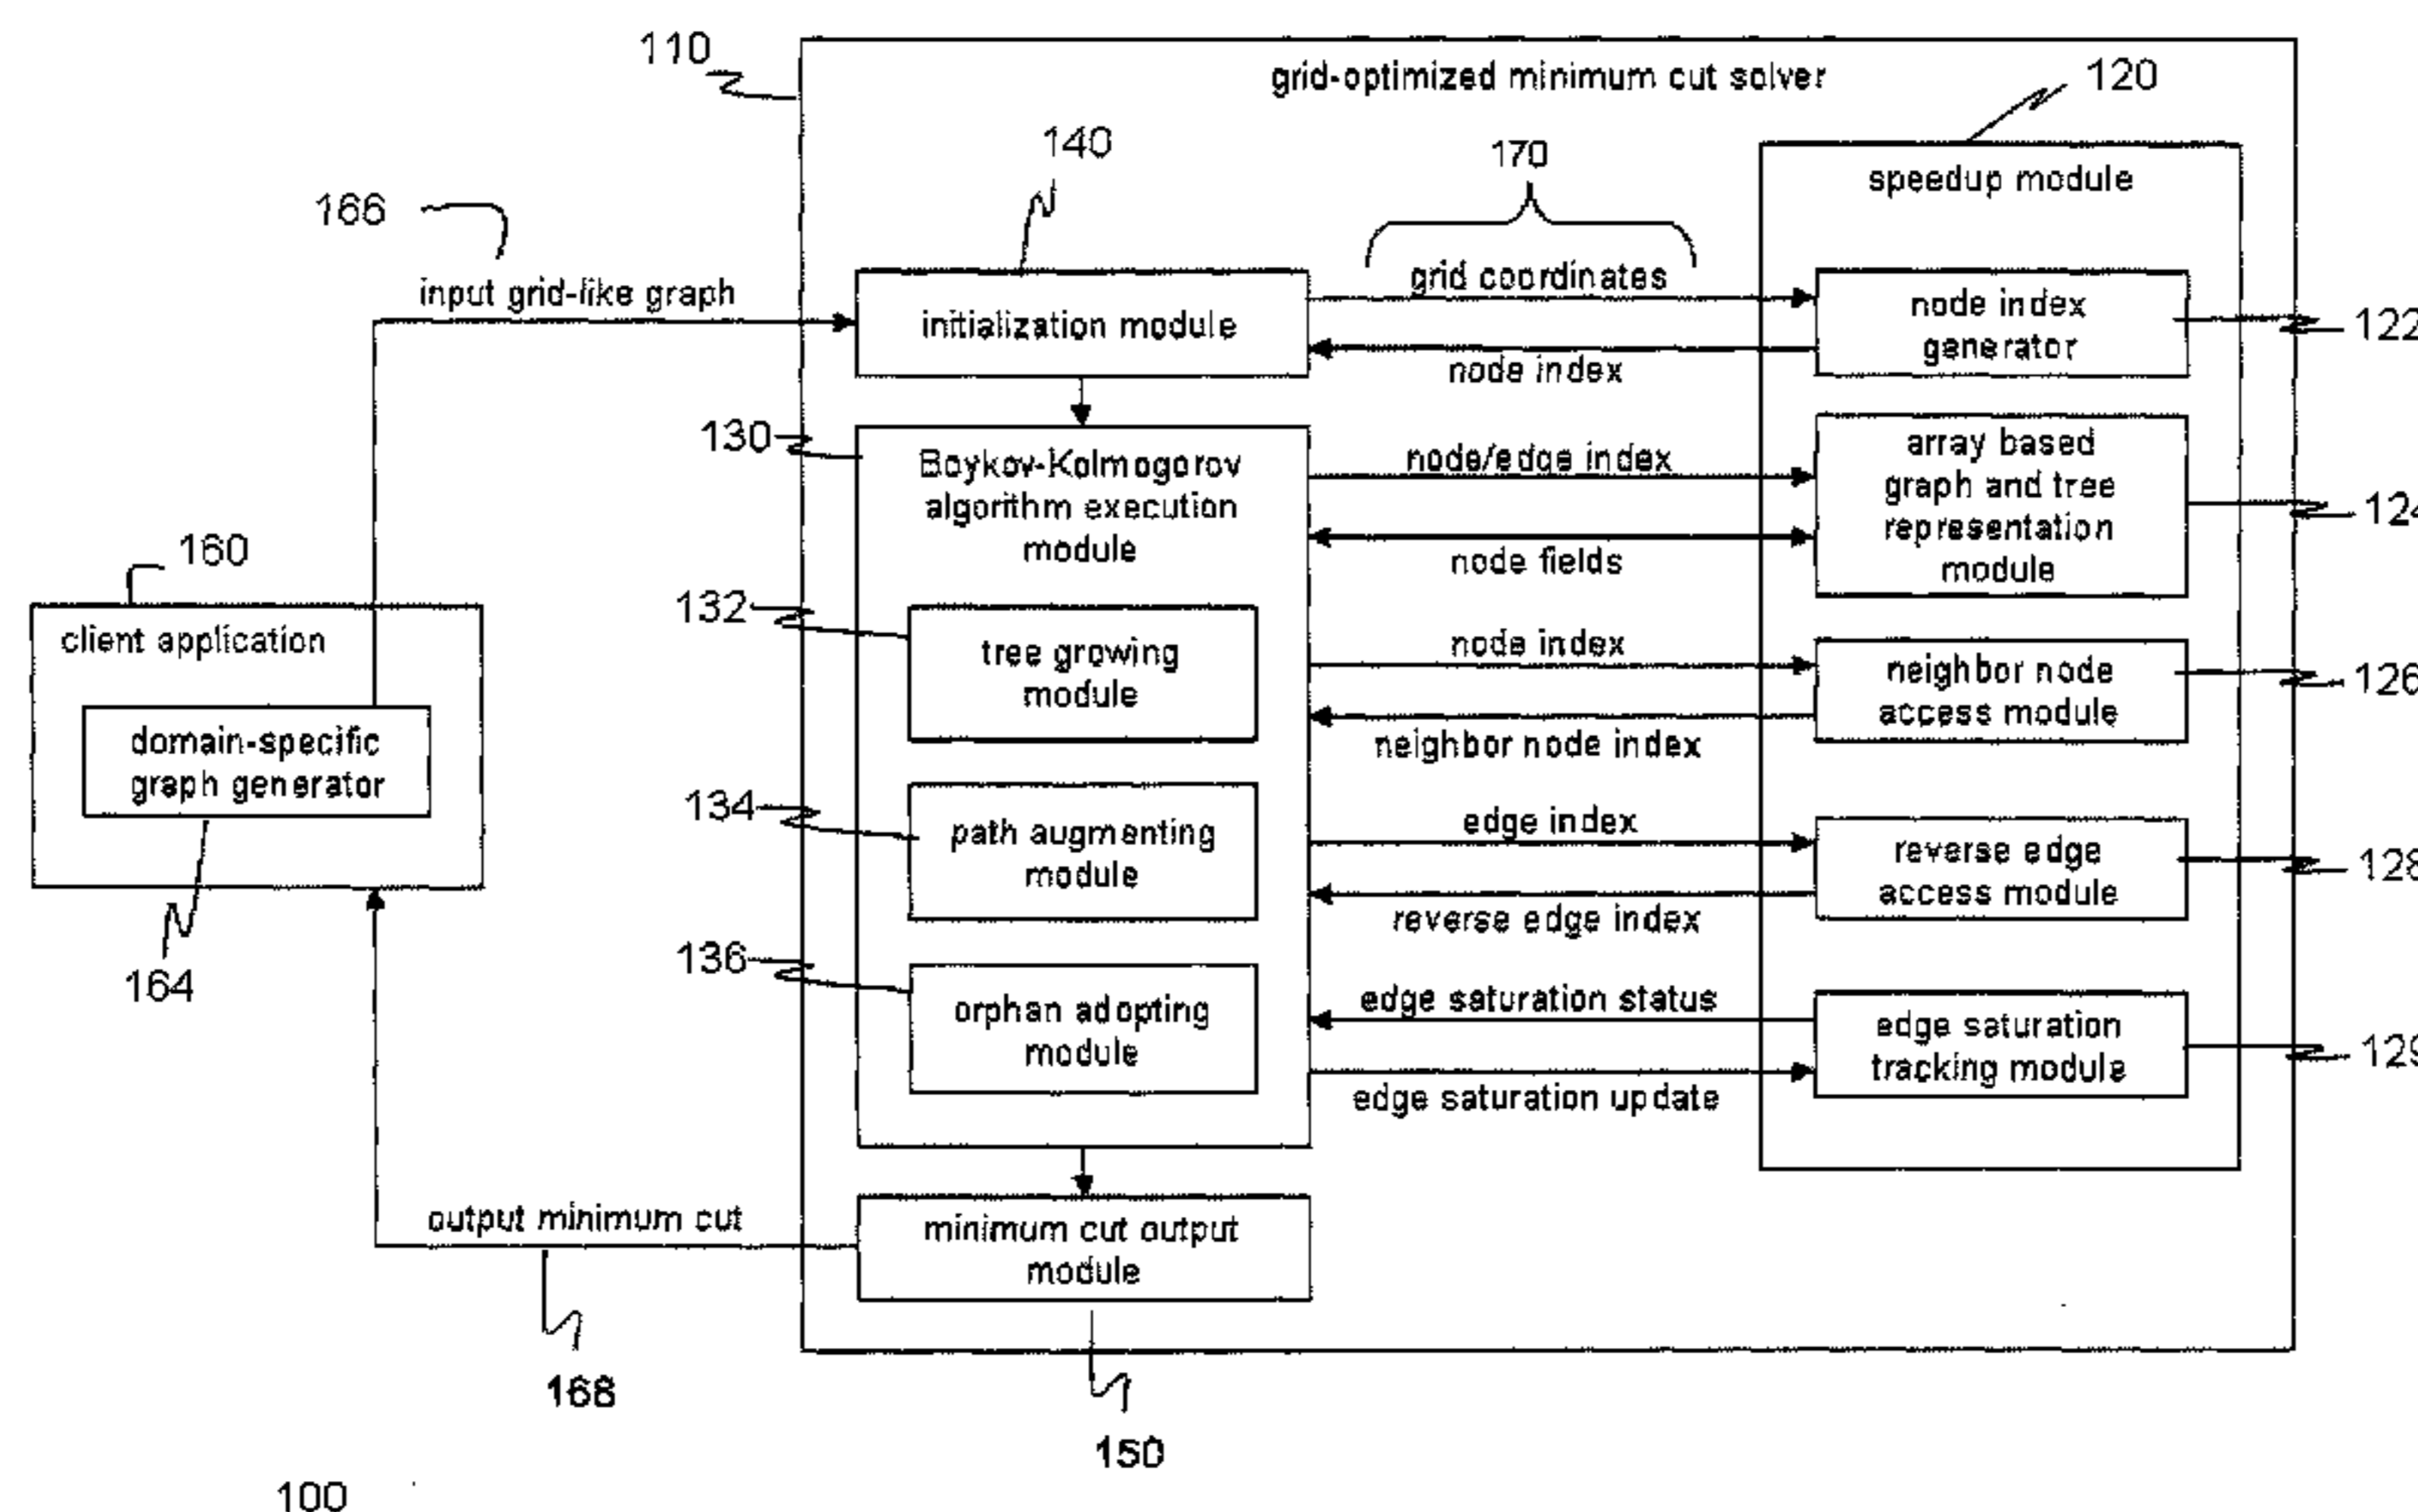 110
grid-optimized minimum cut solver
120
140
170
speedup module
166
grid coordinates
input grid-like graph
initialization module
node index
generator
122
node index
130
Boykov-Kolmogorov
algorithm execution
module
node/edge index
array based
graph and tree
representation
module
124
node fields
160
client application
132
tree growing
module
node index
neighbor node
access module
126
neighbor node index
domain-specific
graph generator
134
path augmenting
module
edge index
reverse edge
access module
128
reverse edge index
164
136
orphan adopting
module
edge saturation status
edge saturation
tracking module
129
edge saturation update
output minimum cut
minimum cut output
module
168
150
100